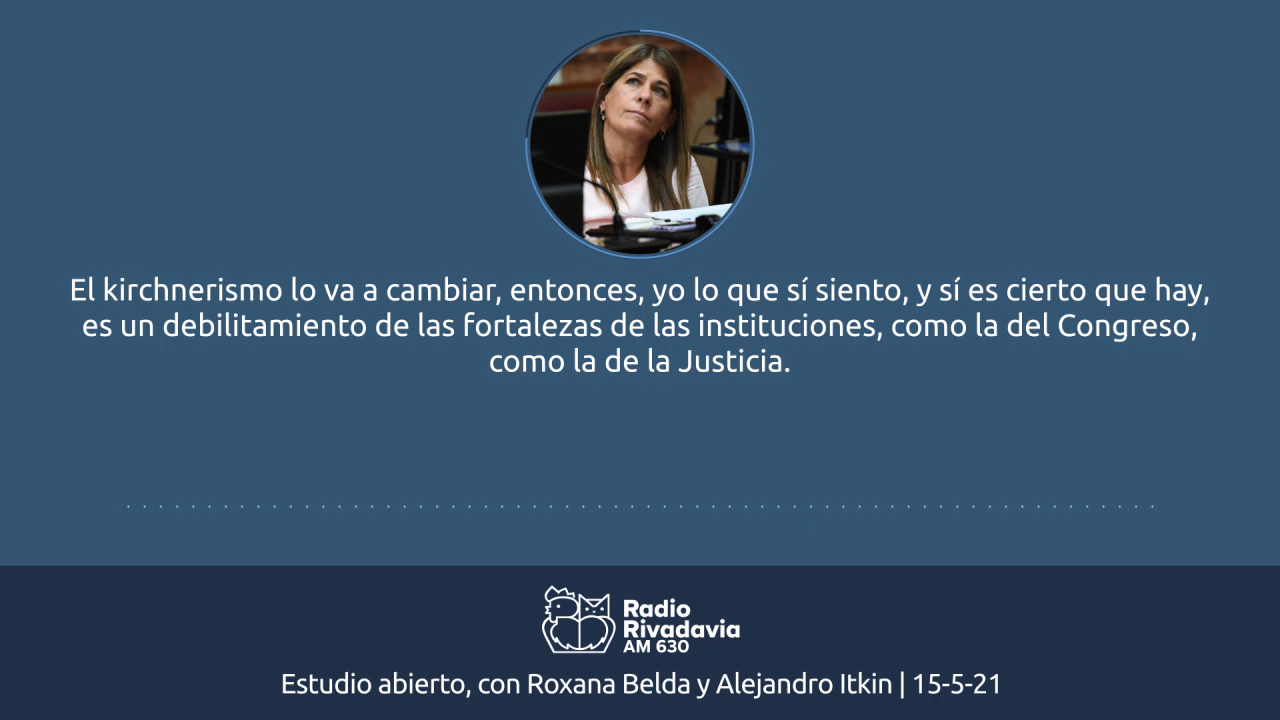 El kirchnerismo lo va a cambiar, entonces, yo lo que sí siento, y sí es cierto que hay,
es un debilitamiento de las fortalezas de las instituciones, como la del Congreso,
como la de la Justicia.
Radio
Rivadavia
AM 630
Estudio abierto, con Roxana Belda y Alejandro Itkin | 15-5-21